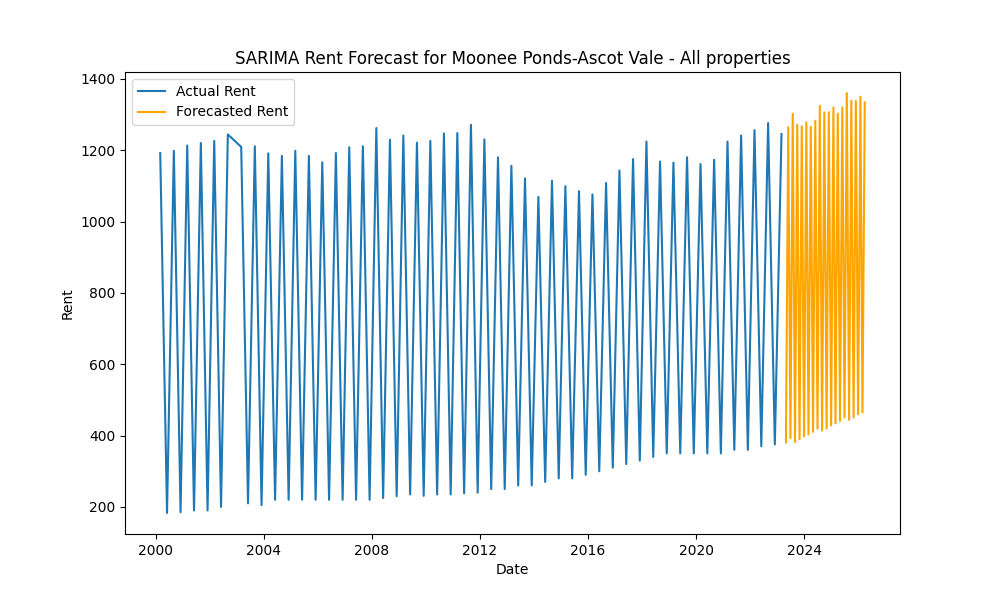 SARIMA Rent Forecast for Moonee Ponds-Ascot Vale - All properties
Actual Rent
Forecasted Rent
1400
1200
1000
800
600
400
200
Rent
2000 2004 2008 2012 2016 2020 2024
Date